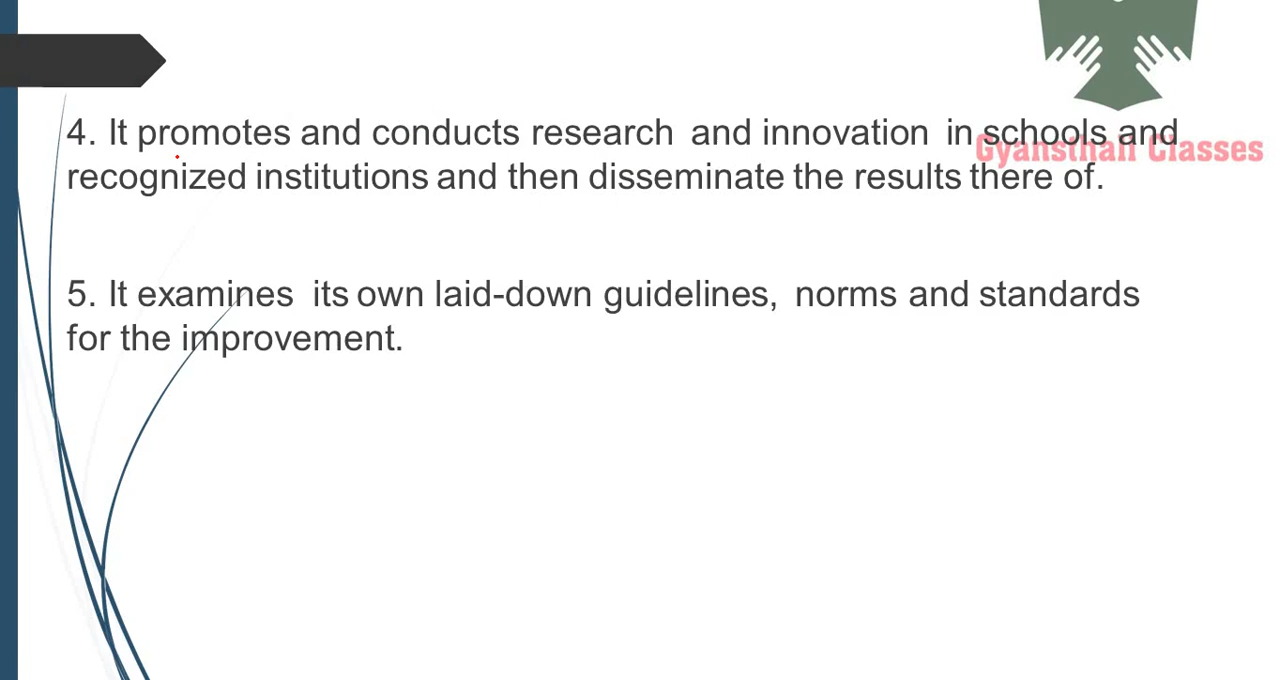 4. It promotes and conducts research and innovation in schools and
recognized institutions and then disseminate the results there of.
Gyansthali Classes
5. It examines its own laid-down guidelines, norms and standards
for the improvement.